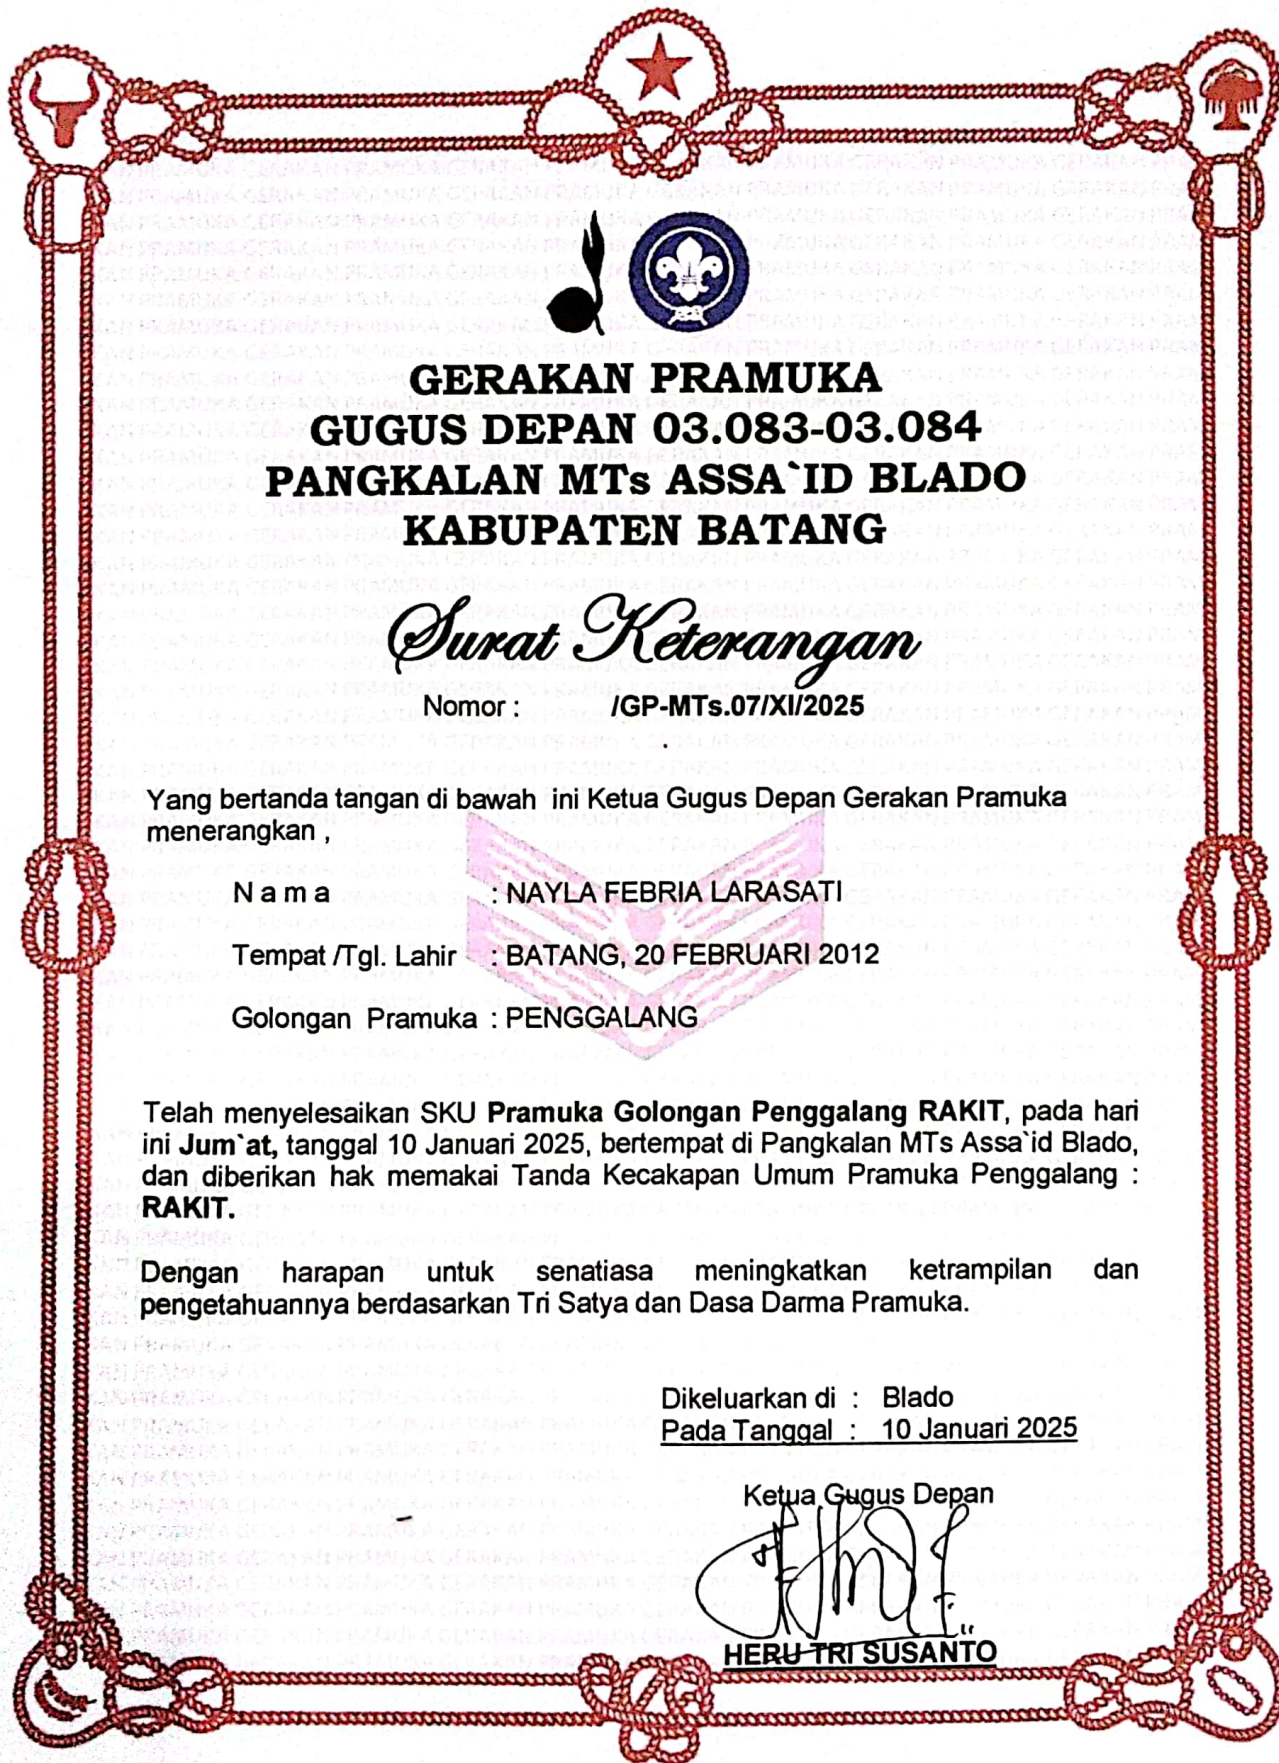 GERAKAN PRAMUKA
GUGUS DEPAN 03.083-03.084
PANGKALAN MTs ASSA`ID BLADO
KABUPATEN BATANG
Surat Keterangan
Nomor : /GP-MTs.07/XI/2025
Yang bertanda tangan di bawah ini Ketua Gugus Depan Gerakan Pramuka
menerangkan ,
N a m a : NAYLA FEBRIA LARASATI
Tempat /Tgl. Lahir : BATANG, 20 FEBRUARI 2012
Golongan Pramuka : PENGGALANG
Telah menyelesaikan SKU Pramuka Golongan Penggalang RAKIT, pada hari
ini Jum`at, tanggal 10 Januari 2025, bertempat di Pangkalan MTs Assa`id Blado,
dan diberikan hak memakai Tanda Kecakapan Umum Pramuka Penggalang :
RAKIT.
Dengan harapan untuk senatiasa meningkatkan ketrampilan dan
pengetahuannya berdasarkan Tri Satya dan Dasa Darma Pramuka.
Dikeluarkan di : Blado
Pada Tanggal : 10 Januari 2025
Ketua Gugus Depan
HERU TRI SUSANTO